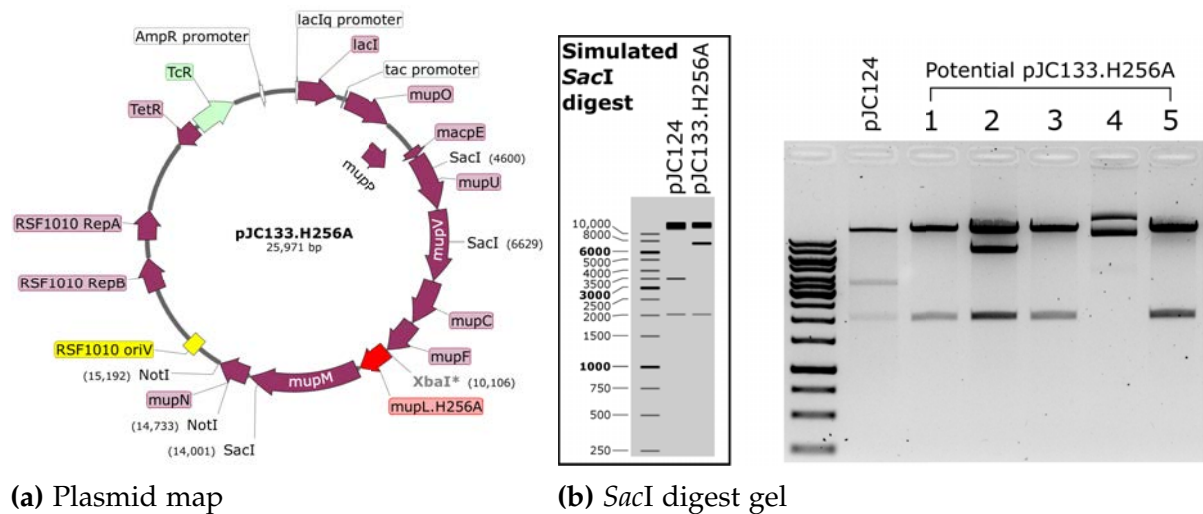 lacIq promoter
AmpR promoter
lacI
TcR
tac promoter
mupO
TetR
macpE
SacI (4600)
mupP
mupU
RSF1010 RepA
pJC133.H256A
25,971 bp
mupV
SacI (6629)
RSF1010 RepB
mupC
RSF1010 oriV
mupF
(15,192) NotI
mupM
XbaI* (10,106)
mupN
mupL.H256A
(14,733) NotI
(14,001) SacI
(a) Plasmid map
Simulated
SacI
digest
pJC124
pJC133.H256A
10,000
8000
6000
5000
4000
3500
3000
2500
2000
1500
1000
750
500
250
pJC124
Potential pJC133.H256A
1 2 3 4 5
(b) SacI digest gel